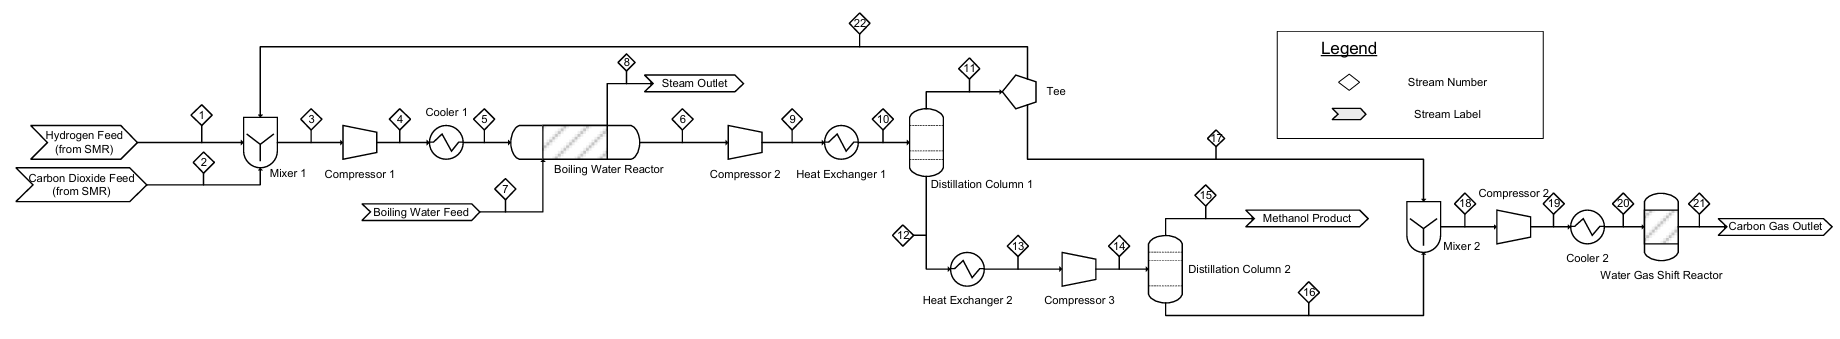 22
Legend
Stream Number
Stream Label
8
Steam Outlet
11
Tee
1
Hydrogen Feed
(from SMR)
2
Carbon Dioxide Feed
(from SMR)
Mixer 1
3
Compressor 1
4
Cooler 1
5
Boiling Water Reactor
7
Boiling Water Feed
6
Compressor 2
9
Heat Exchanger 1
10
Distillation Column 1
17
12
Heat Exchanger 2
13
Compressor 3
14
Distillation Column 2
15
Methanol Product
16
Mixer 2
18
Compressor 2
19
Cooler 2
20
Water Gas Shift Reactor
21
Carbon Gas Outlet